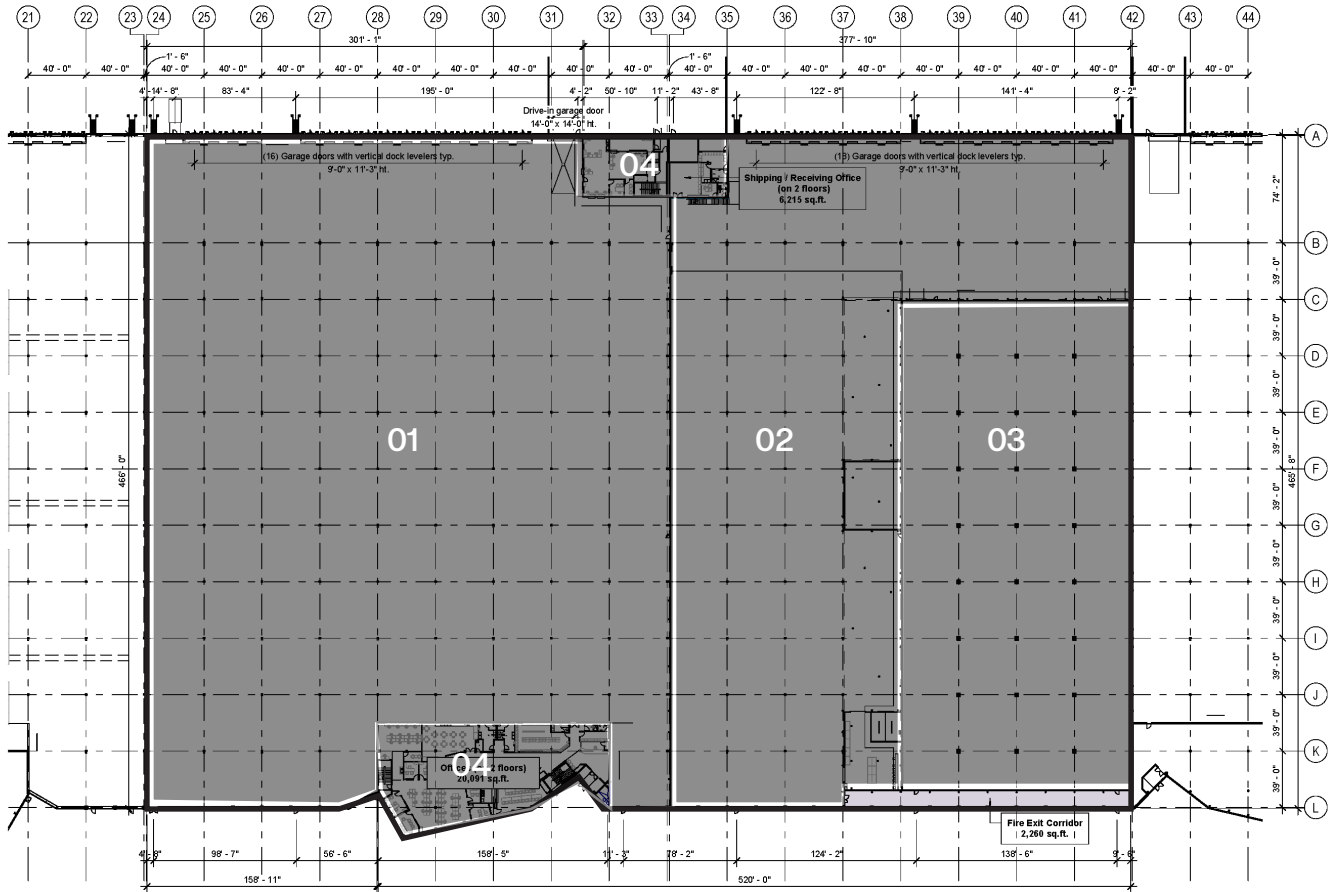 21 22 23 24 25 26 27 28 29 30 31 32 33 34 35 36 37 38 39 40 41 42 43 44
301' - 1" 377' - 10"
1' - 6" 1' - 6"
40' - 0" 40' - 0" 40' - 0" 40' - 0" 40' - 0" 40' - 0" 40' - 0" 40' - 0" 40' - 0" 40' - 0" 40' - 0" 40' - 0" 40' - 0" 40' - 0" 40' - 0" 40' - 0" 40' - 0" 40' - 0" 40' - 0" 40' - 0"
14' - 8" 83' - 4" 195' - 0" 4' - 2" 50' - 10" 11' - 2" 43' - 8" 122' - 8" 141' - 4" 8' - 2"
Drive-in garage door
14'-0" x 14'-0" ht.
A
(16) Garage doors with vertical dock levelers typ.
9'-0" x 11'-3" ht.
04
(13) Garage doors with vertical dock levelers typ.
9'-0" x 11'-3" ht.
Shipping / Receiving Office
(on 2 floors)
6,215 sq.ft.
74' - 2"
B
39' - 0"
C
39' - 0"
D
39' - 0"
E
01 02 03
39' - 0"
466' - 0"
465' - 8"
F
39' - 0"
G
39' - 0"
H
39' - 0"
I
39' - 0"
J
39' - 0"
K
04
2 floors)
20,091 sq.ft.
39' - 0"
L
Fire Exit Corridor
2,260 sq.ft.
98' - 7" 56' - 6" 158' - 5" 11' - 3" 78' - 2" 124' - 2" 138' - 6" 9' - 6"
158' - 11" 520' - 0"